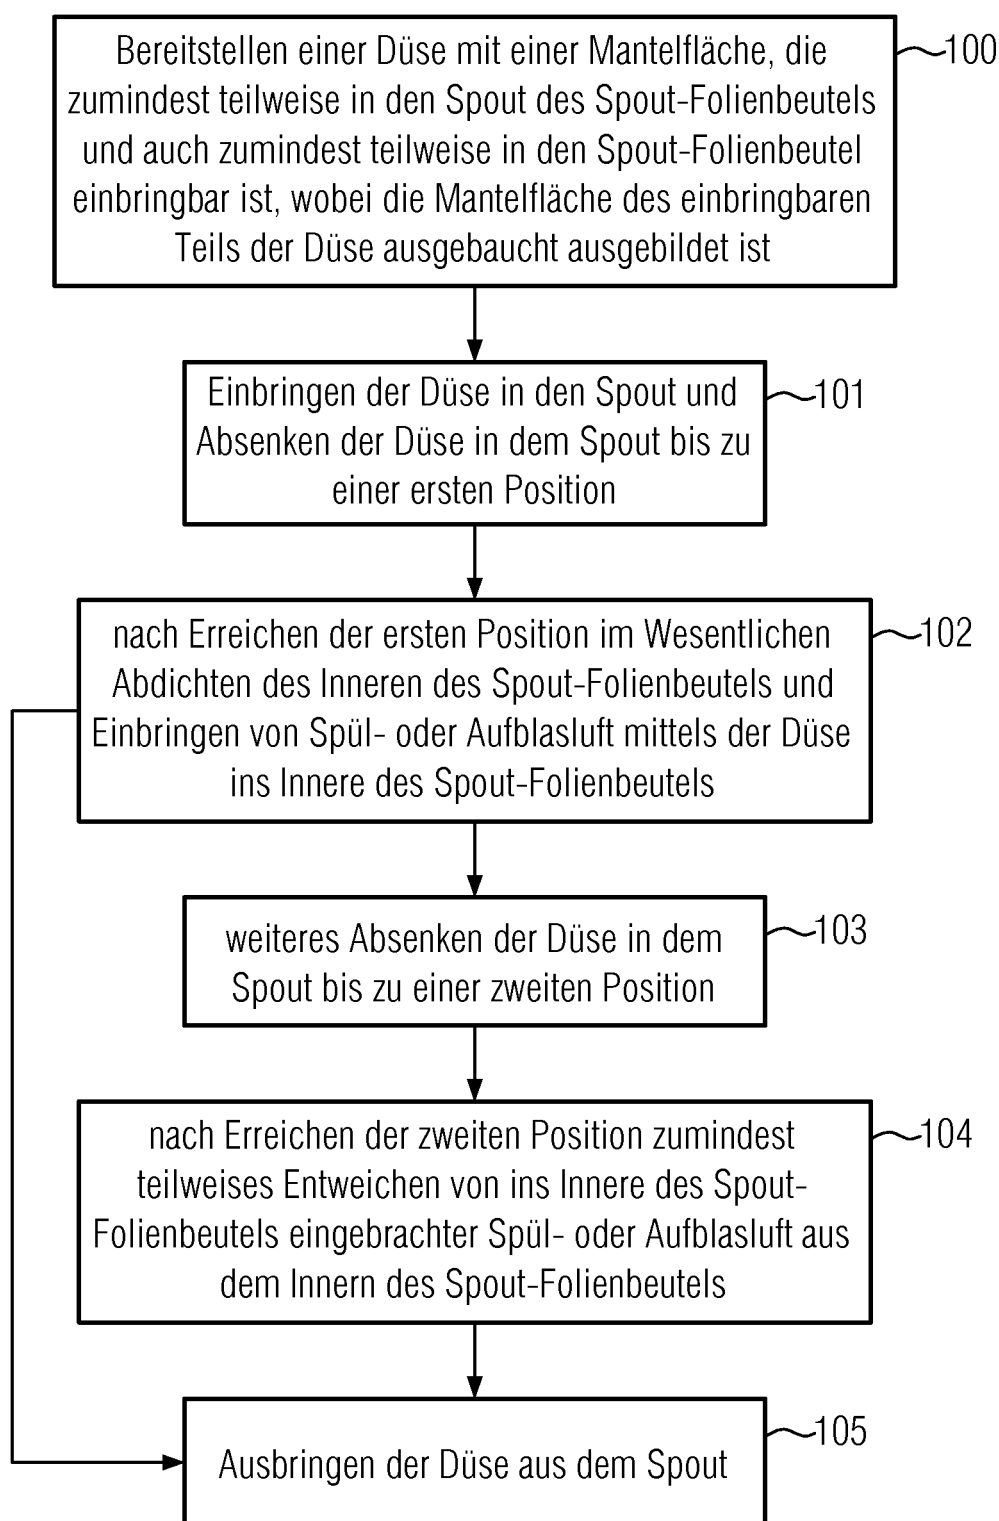 Bereitstellen einer Düse mit einer Mantelfläche, die
zumindest teilweise in den Spout des Spout-Folienbeutels
und auch zumindest teilweise in den Spout-Folienbeutel
einbringbar ist, wobei die Mantelfläche des einbringbaren
Teils der Düse ausgebaucht ausgebildet ist
100
Einbringen der Düse in den Spout und
Absenken der Düse in dem Spout bis zu
einer ersten Position
101
nach Erreichen der ersten Position im Wesentlichen
Abdichten des Inneren des Spout-Folienbeutels und
Einbringen von Spül- oder Aufblasluft mittels der Düse
ins Innere des Spout-Folienbeutels
102
weiteres Absenken der Düse in dem
Spout bis zu einer zweiten Position
103
nach Erreichen der zweiten Position zumindest
teilweises Entweichen von ins Innere des Spout-
Folienbeutels eingebrachter Spül- oder Aufblasluft aus
dem Innern des Spout-Folienbeutels
104
Ausbringen der Düse aus dem Spout
105